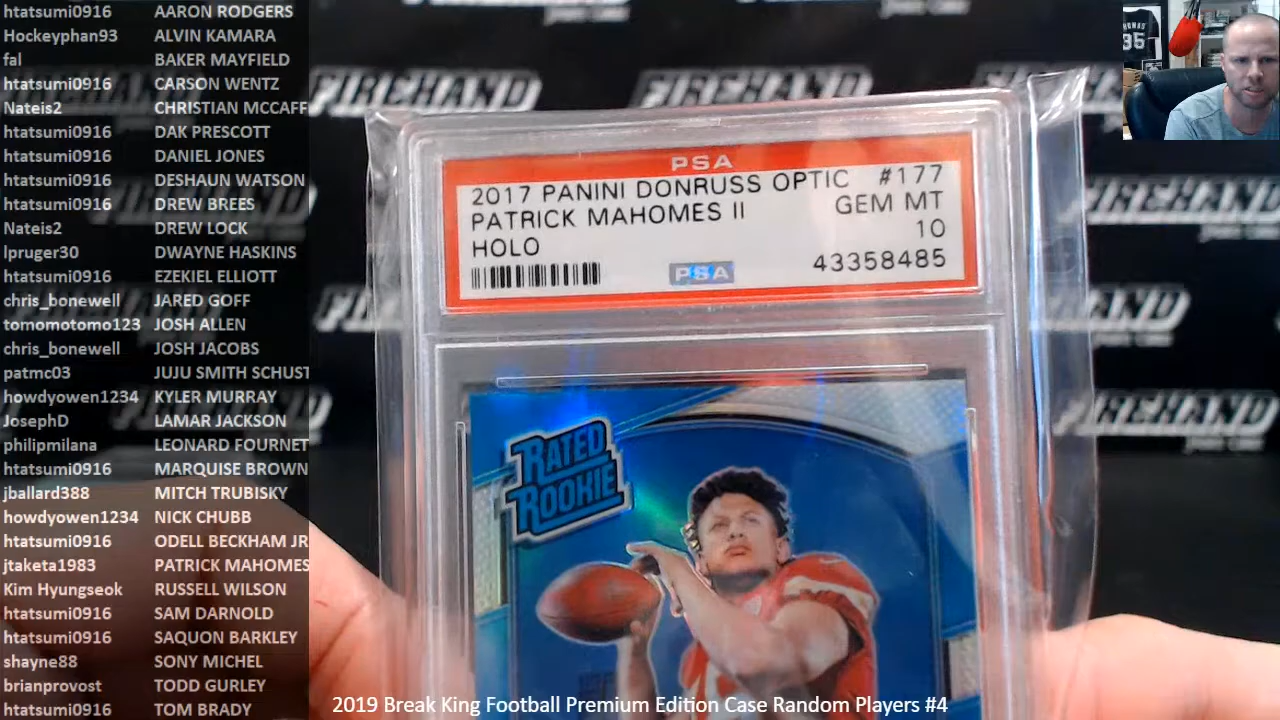 htatsumi0916 AARON RODGERS
Hockeyphan93 ALVIN KAMARA
fal BAKER MAYFIELD
htatsumi0916 CARSON WENTZ
Nateis2 CHRISTIAN MCCAFF
htatsumi0916 DAK PRESCOTT
htatsumi0916 DANIEL JONES
htatsumi0916 DESHAUN WATSON
htatsumi0916 DREW BREES
Nateis2 DREW LOCK
lpruger30 DWAYNE HASKINS
htatsumi0916 EZEKIEL ELLIOTT
chris_bonewell JARED GOFF
tomomotomo123 JOSH ALLEN
chris_bonewell JOSH JACOBS
patmc03 JUJU SMITH SCHUST
howdyowen1234 KYLER MURRAY
JosephD LAMAR JACKSON
philipmilana LEONARD FOURNET
htatsumi0916 MARQUISE BROWN
jballard388 MITCH TRUBISKY
howdyowen1234 NICK CHUBB
htatsumi0916 ODELL BECKHAM JR
jtaketa1983 PATRICK MAHOMES
Kim Hyungseok RUSSELL WILSON
htatsumi0916 SAM DARNOLD
htatsumi0916 SAQUON BARKLEY
shayne88 SONY MICHEL
brianprovost TODD GURLEY
htatsumi0916 TOM BRADY
FIREHAND
FIREHAND
FIREHAND
PSA
2017 PANINI DONRUSS OPTIC #177
PATRICK MAHOMES II GEM MT
HOLO 10
PSA 43358485
RATED
ROOKIE
FIREHAND
35
2019 Break King Football Premium Edition Case Random Players #4